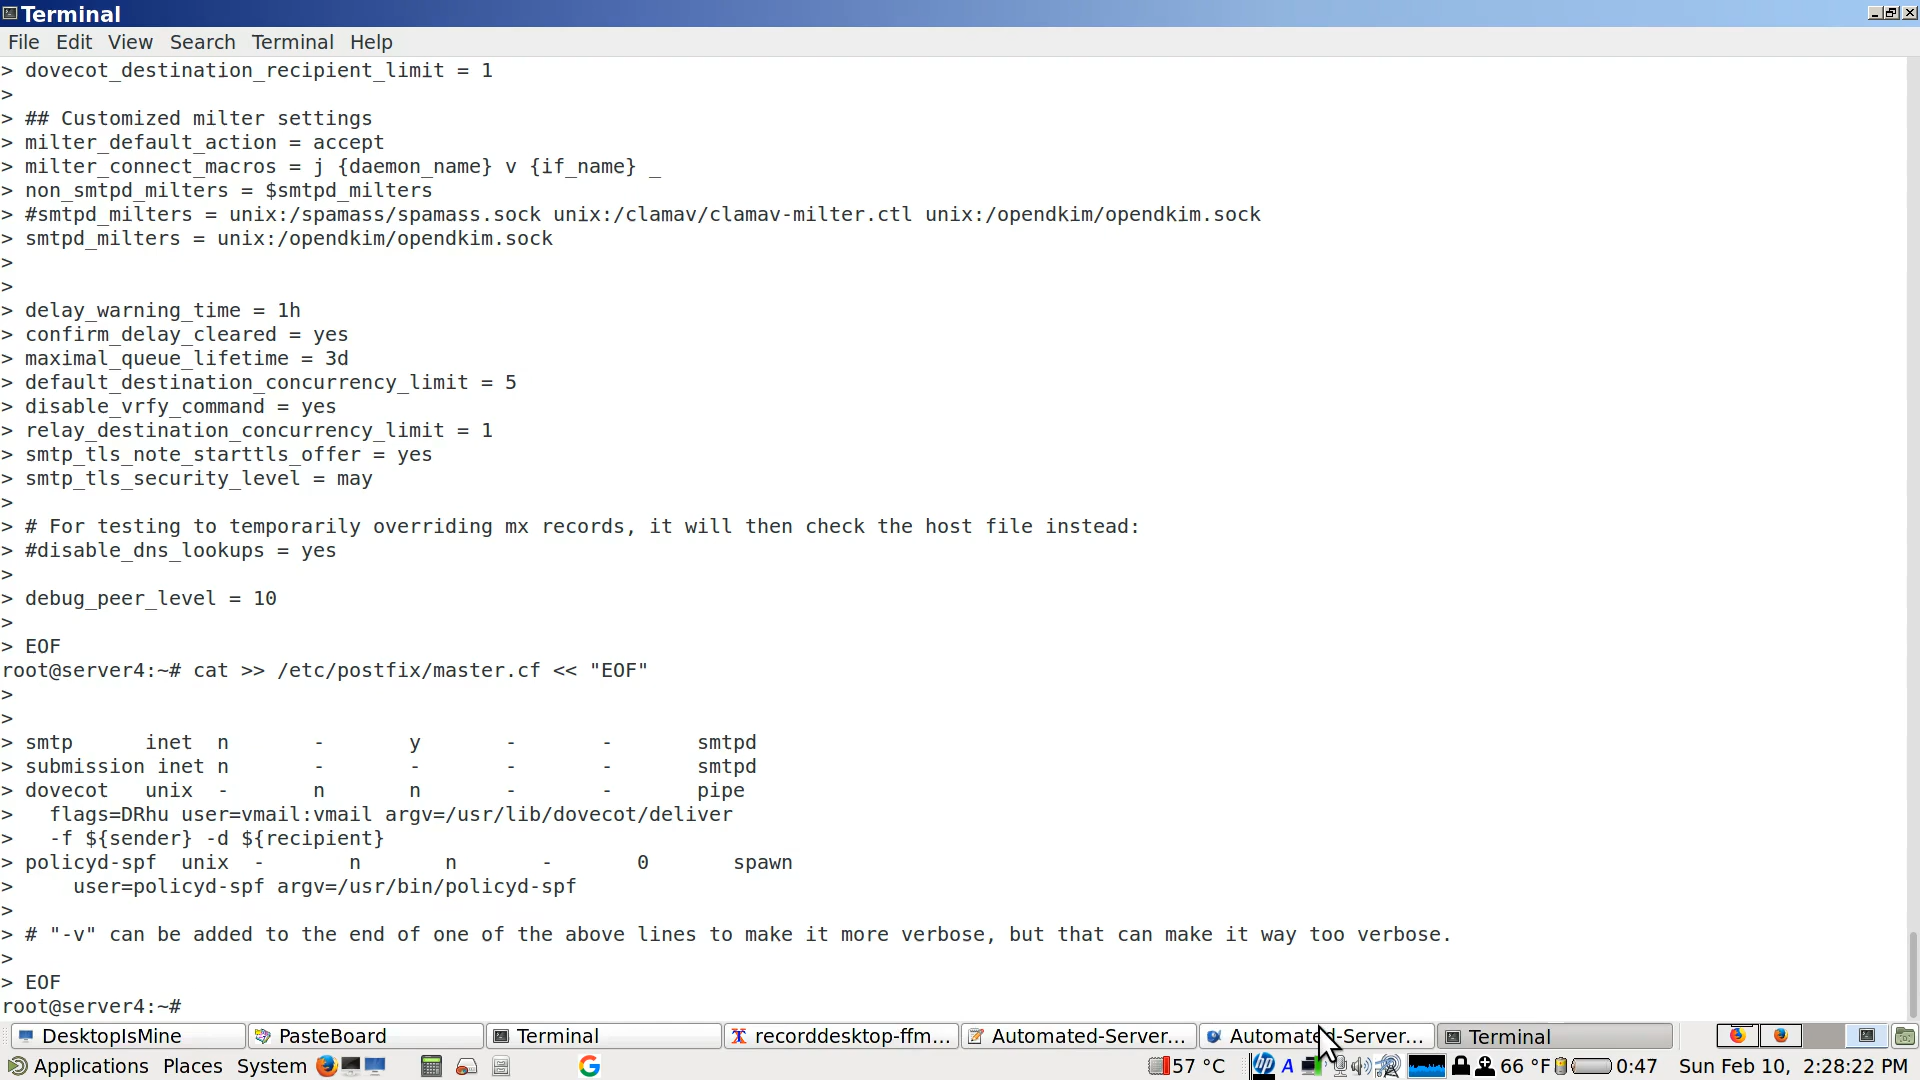 Terminal
File Edit View Search Terminal Help
> dovecot_destination_recipient_limit = 1
>
> ## Customized milter settings
> milter_default_action = accept
> milter_connect_macros = j {daemon_name} v {if_name} _
> non_smtpd_milters = $smtpd_milters
> #smtpd_milters = unix:/spamass/spamass.sock unix:/clamav/clamav-milter.ctl unix:/opendkim/opendkim.sock
> smtpd_milters = unix:/opendkim/opendkim.sock
>
>
> delay_warning_time = 1h
> confirm_delay_cleared = yes
> maximal_queue_lifetime = 3d
> default_destination_concurrency_limit = 5
> disable_vrfy_command = yes
> relay_destination_concurrency_limit = 1
> smtp_tls_note_starttls_offer = yes
> smtp_tls_security_level = may
>
> # For testing to temporarily overriding mx records, it will then check the host file instead:
> #disable_dns_lookups = yes
>
> debug_peer_level = 10
>
> EOF
root@server4:~# cat >> /etc/postfix/master.cf << "EOF"
>
>
> smtp      inet  n       -       y       -       -       smtpd
> submission inet n       -       -       -       -       smtpd
> dovecot   unix  -       n       n       -       -       pipe
>   flags=DRhu user=vmail:vmail argv=/usr/lib/dovecot/deliver
>   -f ${sender} -d ${recipient}
> policyd-spf  unix  -       n       n       -       0       spawn
>     user=policyd-spf argv=/usr/bin/policyd-spf
>
> # "-v" can be added to the end of one of the above lines to make it more verbose, but that can make it way too verbose.
>
> EOF
root@server4:~#
DesktopIsMine PasteBoard Terminal recorddesktop-ffm... Automated-Server... Automated-Server... Terminal
Applications Places System 57 °C hp A 66 °F 0:47 Sun Feb 10, 2:28:22 PM